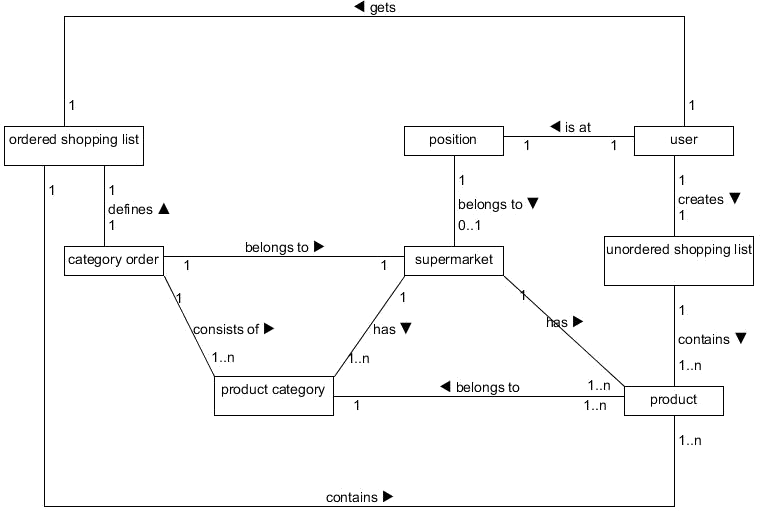 ◀ gets
1
1
ordered shopping list
position
◀ is at
1
1
user
1
1
defines ▲
1
1
belongs to ▼
0..1
1
creates ▼
1
category order
belongs to ▶
1
1
supermarket
unordered shopping list
1
consists of ▶
1..n
1
has ▼
1..n
1
has ▶
1..n
1
contains ▼
1..n
product category
◀ belongs to
1
1..n
product
1..n
contains ▶